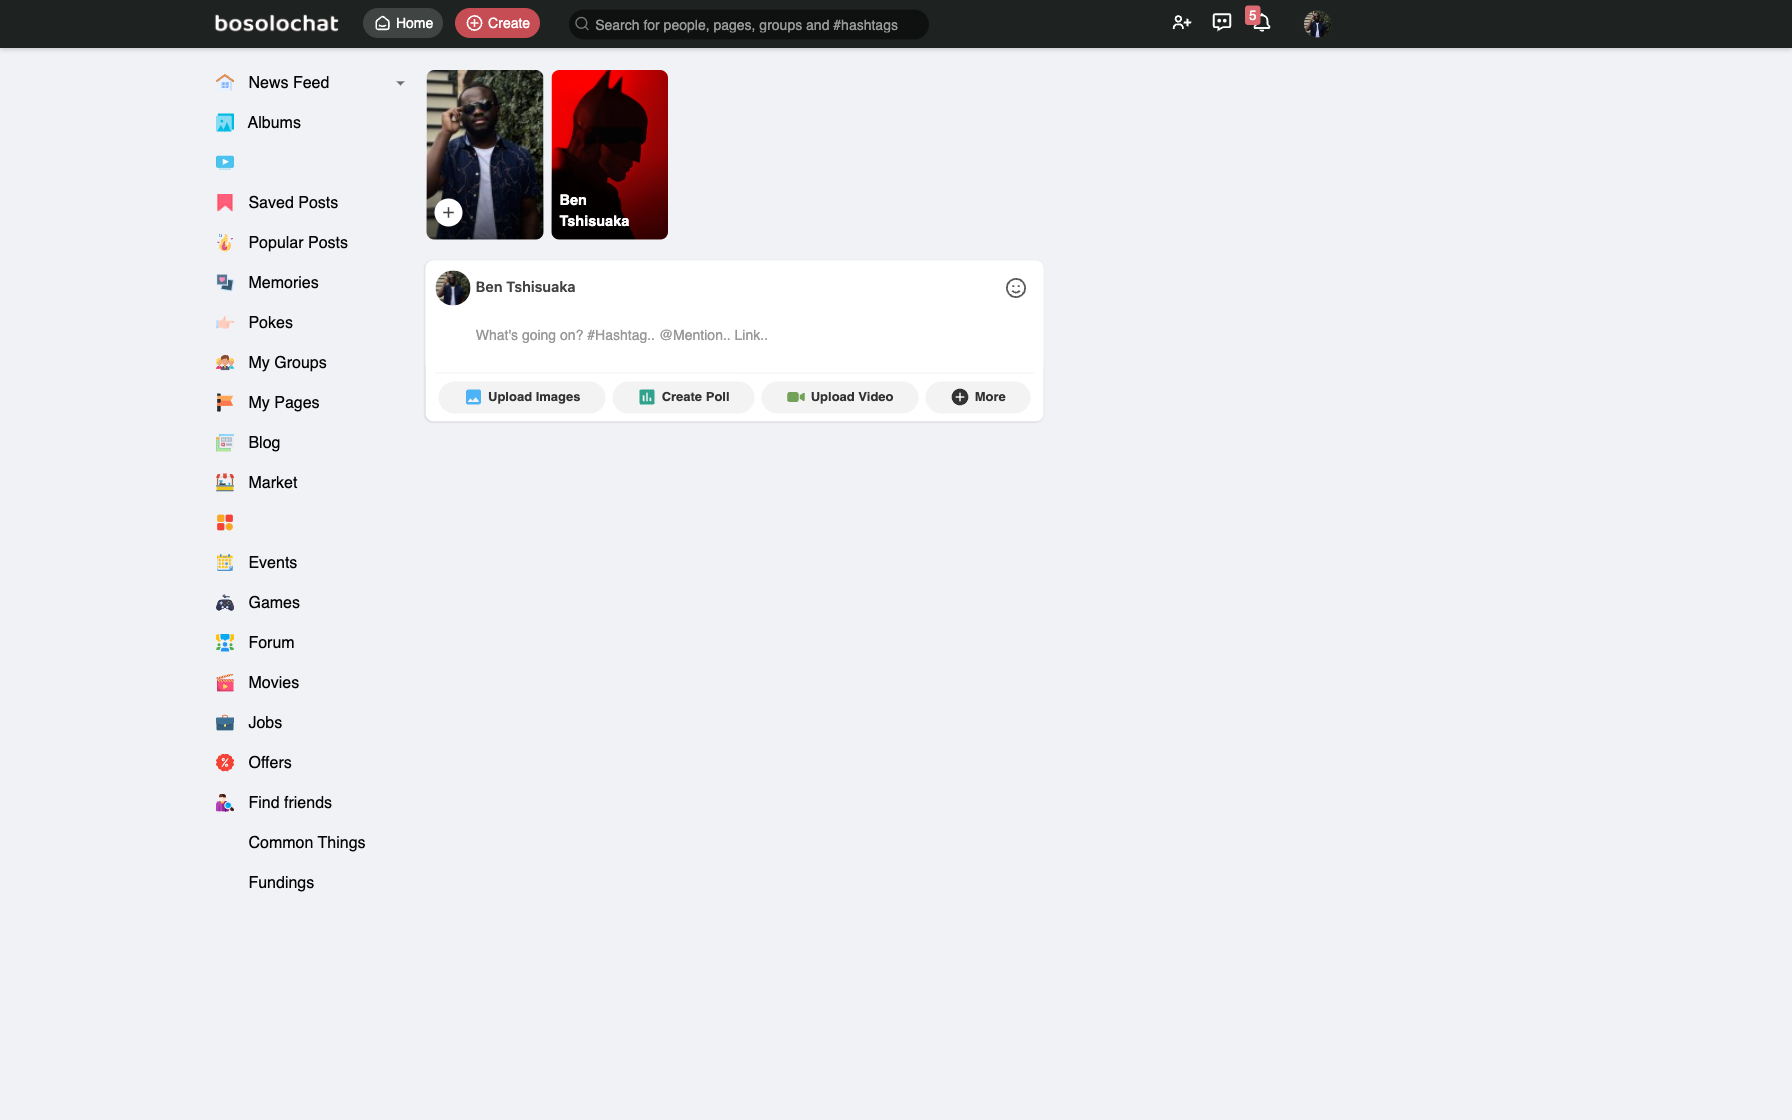 bosolochat
Home
Create
Search for people, pages, groups and #hashtags
5
News Feed
Albums
Saved Posts
Popular Posts
Memories
Pokes
My Groups
My Pages
Blog
Market
Events
Games
Forum
Movies
Jobs
Offers
Find friends
Common Things
Fundings
Ben
Tshisuaka
Ben Tshisuaka
What's going on? #Hashtag.. @Mention.. Link..
Upload Images
Create Poll
Upload Video
More